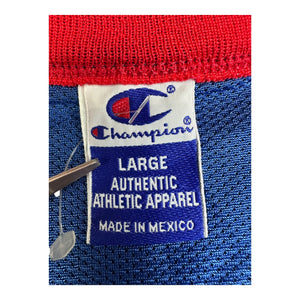 Champion®
LARGE
AUTHENTIC
ATHLETIC APPAREL
MADE IN MEXICO